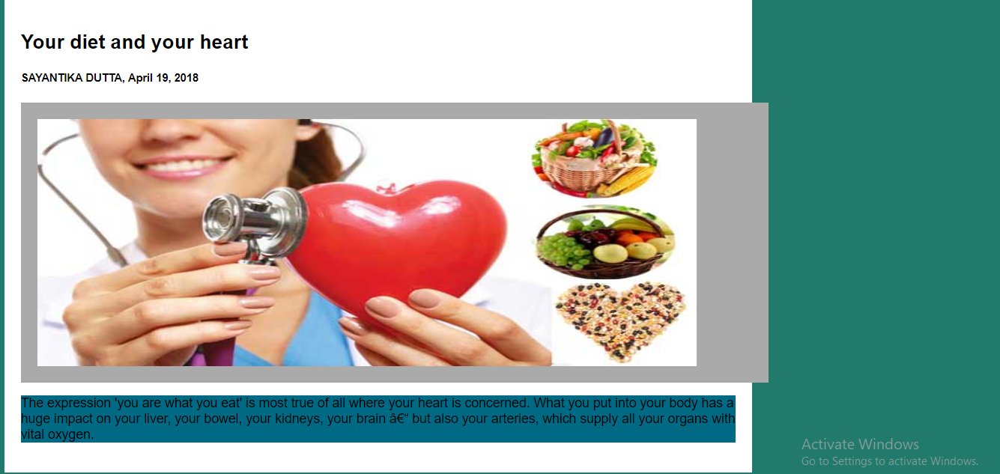 Your diet and your heart
SAYANTIKA DUTTA, April 19, 2018
The expression 'you are what you eat' is most true of all where your heart is concerned. What you put into your body has a
huge impact on your liver, your bowel, your kidneys, your brain â€“ but also your arteries, which supply all your organs with
vital oxygen.
Activate Windows
Go to Settings to activate Windows.